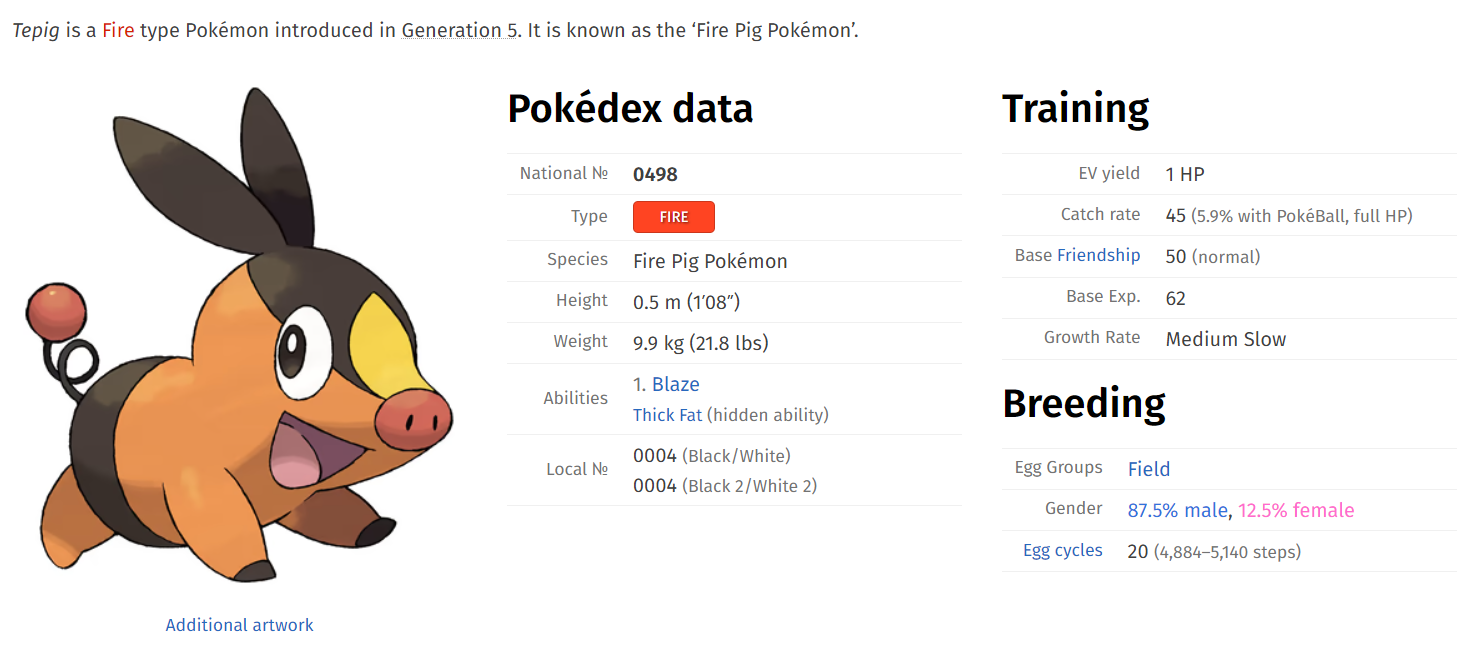 Tepig is a Fire type Pokémon introduced in Generation 5. It is known as the ‘Fire Pig Pokémon’.
Additional artwork
Pokédex data
National № 0498
Type FIRE
Species Fire Pig Pokémon
Height 0.5 m (1′08″)
Weight 9.9 kg (21.8 lbs)
Abilities 1. Blaze
Thick Fat (hidden ability)
Local № 0004 (Black/White)
0004 (Black 2/White 2)
Training
EV yield 1 HP
Catch rate 45 (5.9% with PokéBall, full HP)
Base Friendship 50 (normal)
Base Exp. 62
Growth Rate Medium Slow
Breeding
Egg Groups Field
Gender 87.5% male, 12.5% female
Egg cycles 20 (4,884–5,140 steps)